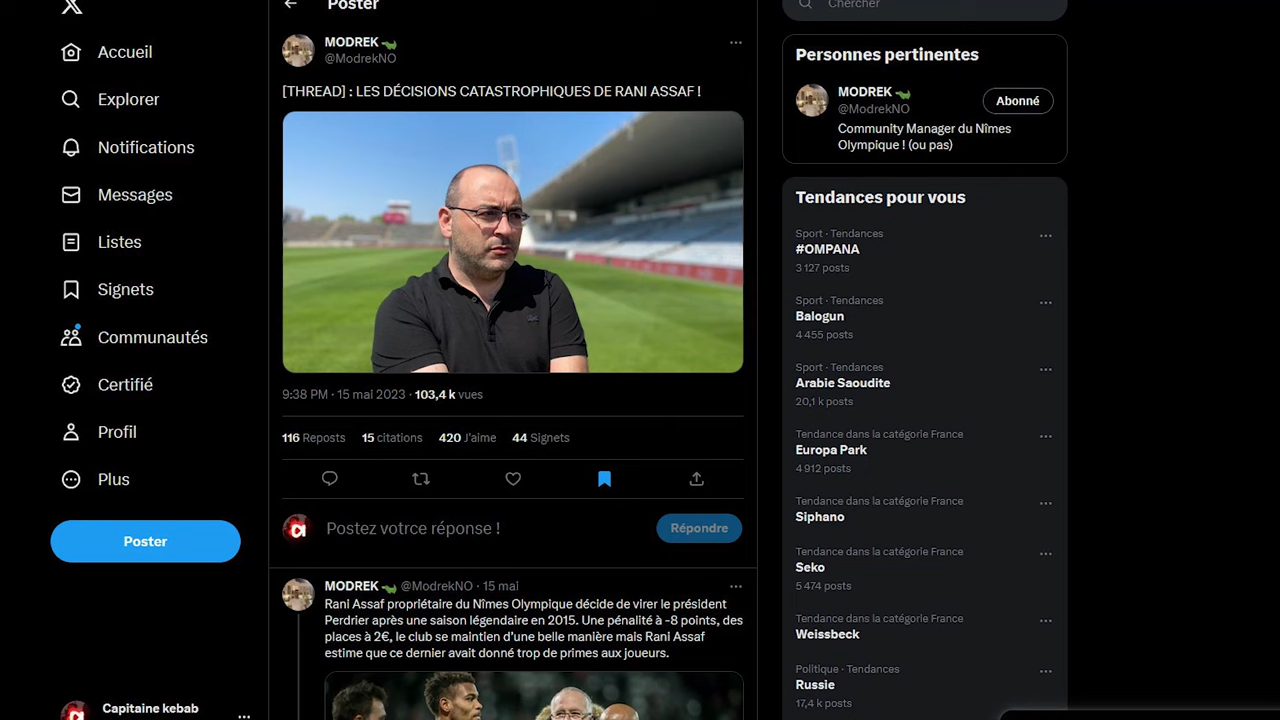 Accueil
Explorer
Notifications
Messages
Listes
Signets
Communautés
Certifié
Profil
Plus
Poster
Capitaine kebab
Poster
MODREK
@ModrekNO
[THREAD] : LES DÉCISIONS CATASTROPHIQUES DE RANI ASSAF !
9:38 PM · 15 mai 2023 · 103,4 k vues
116 Reposts 15 citations 420 J'aime 44 Signets
Postez votrce réponse !
Répondre
MODREK @ModrekNO · 15 mai
Rani Assaf propriétaire du Nîmes Olympique décide de virer le président
Perdrier après une saison légendaire en 2015. Une pénalité à -8 points, des
places à 2€, le club se maintien d'une belle manière mais Rani Assaf
estime que ce dernier avait donné trop de primes aux joueurs.
Chercher
Personnes pertinentes
MODREK
@ModrekNO
Abonné
Community Manager du Nîmes
Olympique ! (ou pas)
Tendances pour vous
Sport · Tendances
#OMPANA
3 127 posts
Sport · Tendances
Balogun
4 455 posts
Sport · Tendances
Arabie Saoudite
20,1 k posts
Tendance dans la catégorie France
Europa Park
4 912 posts
Tendance dans la catégorie France
Siphano
Tendance dans la catégorie France
Seko
5 474 posts
Tendance dans la catégorie France
Weissbeck
Politique · Tendances
Russie
17,4 k posts